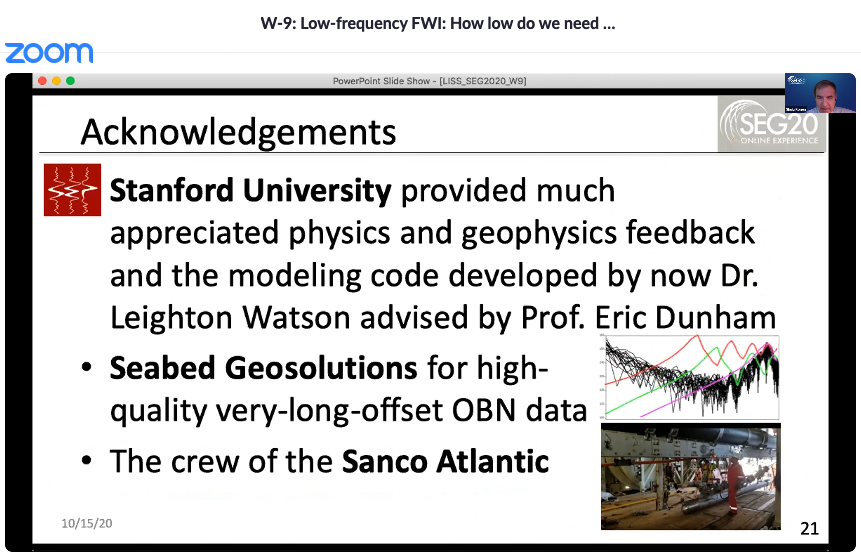 W-9: Low-frequency FWI: How low do we need ...
zoom
PowerPoint Slide Show - [LISS_SEG2020_W9]
Acknowledgements
SEG20
ONLINE EXPERIENCE
Stanford University provided much
appreciated physics and geophysics feedback
and the modeling code developed by now Dr.
Leighton Watson advised by Prof. Eric Dunham
• Seabed Geosolutions for high-
quality very-long-offset OBN data
• The crew of the Sanco Atlantic
10/15/20
21